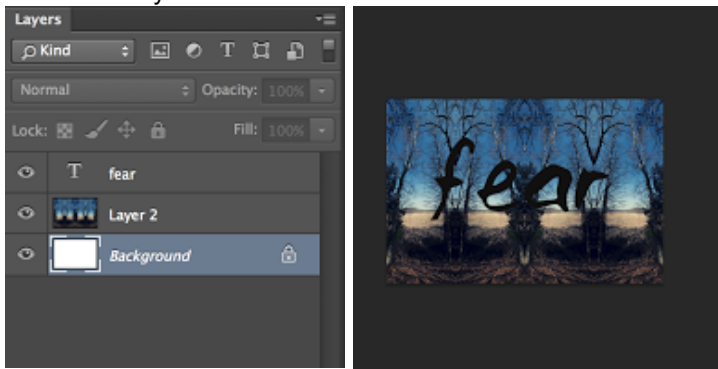 Layers
Kind
T
Normal
Opacity: 100%
Lock:
Fill: 100%
T fear
Layer 2
Background
fear